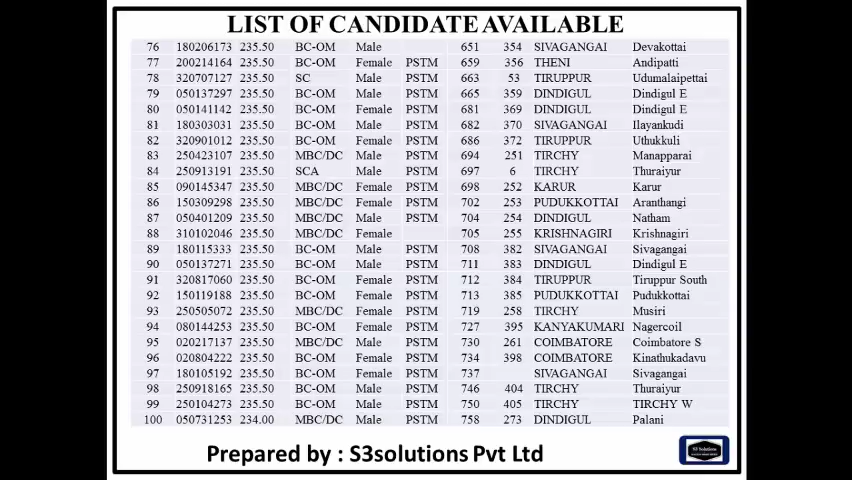 LIST OF CANDIDATE AVAILABLE
76 180206173 235.50 BC-OM Male 651 354 SIVAGANGAI Devakottai
77 200214164 235.50 BC-OM Female PSTM 659 356 THENI Andipatti
78 320707127 235.50 SC Male PSTM 663 53 TIRUPPUR Udumalaipettai
79 050137297 235.50 BC-OM Male PSTM 665 359 DINDIGUL Dindigul E
80 050141142 235.50 BC-OM Female PSTM 681 369 DINDIGUL Dindigul E
81 180303031 235.50 BC-OM Male PSTM 682 370 SIVAGANGAI Ilayankudi
82 320901012 235.50 BC-OM Female PSTM 686 372 TIRUPPUR Uthukkuli
83 250423107 235.50 MBC/DC Male PSTM 694 251 TIRCHY Manapparai
84 250913191 235.50 SCA Male PSTM 697 6 TIRCHY Thuraiyur
85 090145347 235.50 MBC/DC Female PSTM 698 252 KARUR Karur
86 150309298 235.50 MBC/DC Female PSTM 702 253 PUDUKKOTTAI Aranthangi
87 050401209 235.50 MBC/DC Male PSTM 704 254 DINDIGUL Natham
88 310102046 235.50 MBC/DC Female 705 255 KRISHNAGIRI Krishnagiri
89 180115333 235.50 BC-OM Male PSTM 708 382 SIVAGANGAI Sivagangai
90 050137271 235.50 BC-OM Male PSTM 711 383 DINDIGUL Dindigul E
91 320817060 235.50 BC-OM Female PSTM 712 384 TIRUPPUR Tiruppur South
92 150119188 235.50 BC-OM Female PSTM 713 385 PUDUKKOTTAI Pudukkottai
93 250505072 235.50 MBC/DC Female PSTM 719 258 TIRCHY Musiri
94 080144253 235.50 BC-OM Female PSTM 727 395 KANYAKUMARI Nagercoil
95 020217137 235.50 MBC/DC Male PSTM 730 261 COIMBATORE Coimbatore S
96 020804222 235.50 BC-OM Female PSTM 734 398 COIMBATORE Kinathukadavu
97 180105192 235.50 BC-OM Female PSTM 737 SIVAGANGAI Sivagangai
98 250918165 235.50 BC-OM Male PSTM 746 404 TIRCHY Thuraiyur
99 250104273 235.50 BC-OM Male PSTM 750 405 TIRCHY TIRCHY W
100 050731253 234.00 MBC/DC Male PSTM 758 273 DINDIGUL Palani
Prepared by : S3solutions Pvt Ltd
S3 Solutions